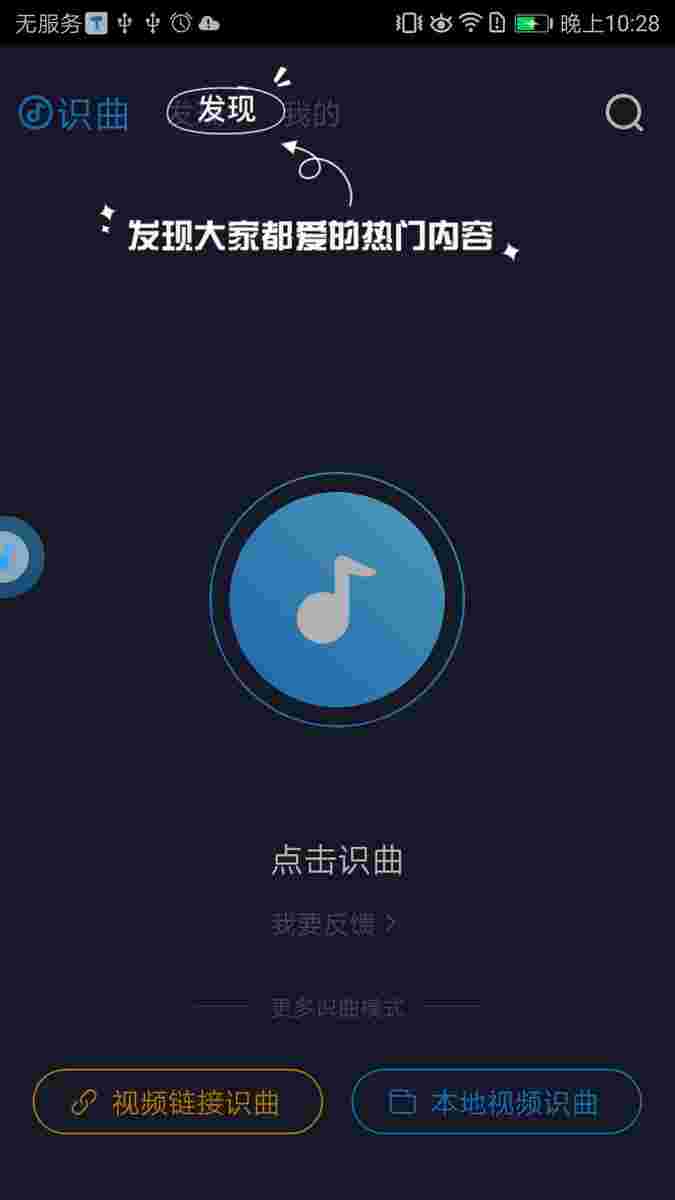 无服务 晚上10:28
识曲 发现 我的
发现大家都爱的热门内容
点击识曲
我要反馈 >
更多识曲模式
视频链接识曲 本地视频识曲